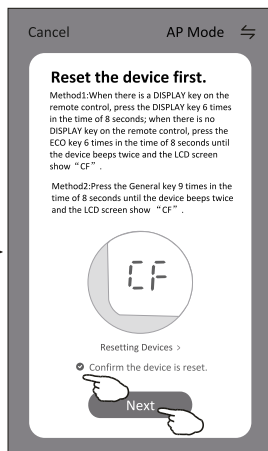 Cancel AP Mode
Reset the device first.
Method1:When there is a DISPLAY key on the
remote control, press the DISPLAY key 6 times
in the time of 8 seconds; when there is no
DISPLAY key on the remote control, press the
ECO key 6 times in the time of 8 seconds until
the device beeps twice and the LCD screen
show “CF”.
Method2:Press the General key 9 times in the
time of 8 seconds until the device beeps twice
and the LCD screen show “CF”.
CF
Resetting Devices >
Confirm the device is reset.
Next